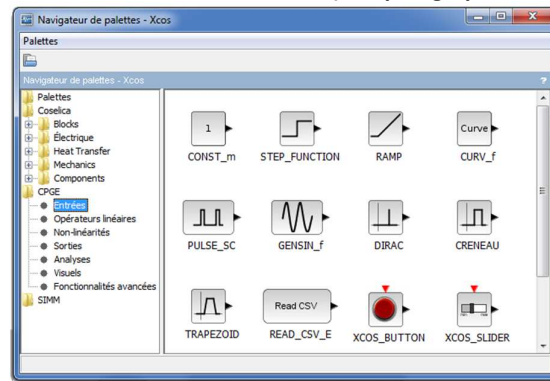 Navigateur de palettes - Xcos
Palettes
Navigateur de palettes - Xcos ?
Palettes
Coselica
Blocks
Électrique
Heat Transfer
Mechanics
Components
CPGE
Entrées
Opérateurs linéaires
Non-linéarités
Sorties
Analyses
Visuels
Fonctionnalités avancées
SIMM
1 Curve
CONST_m STEP_FUNCTION RAMP CURV_f
PULSE_SC GENSIN_f DIRAC CRENEAU
Read CSV
TRAPEZOID READ_CSV_E XCOS_BUTTON XCOS_SLIDER